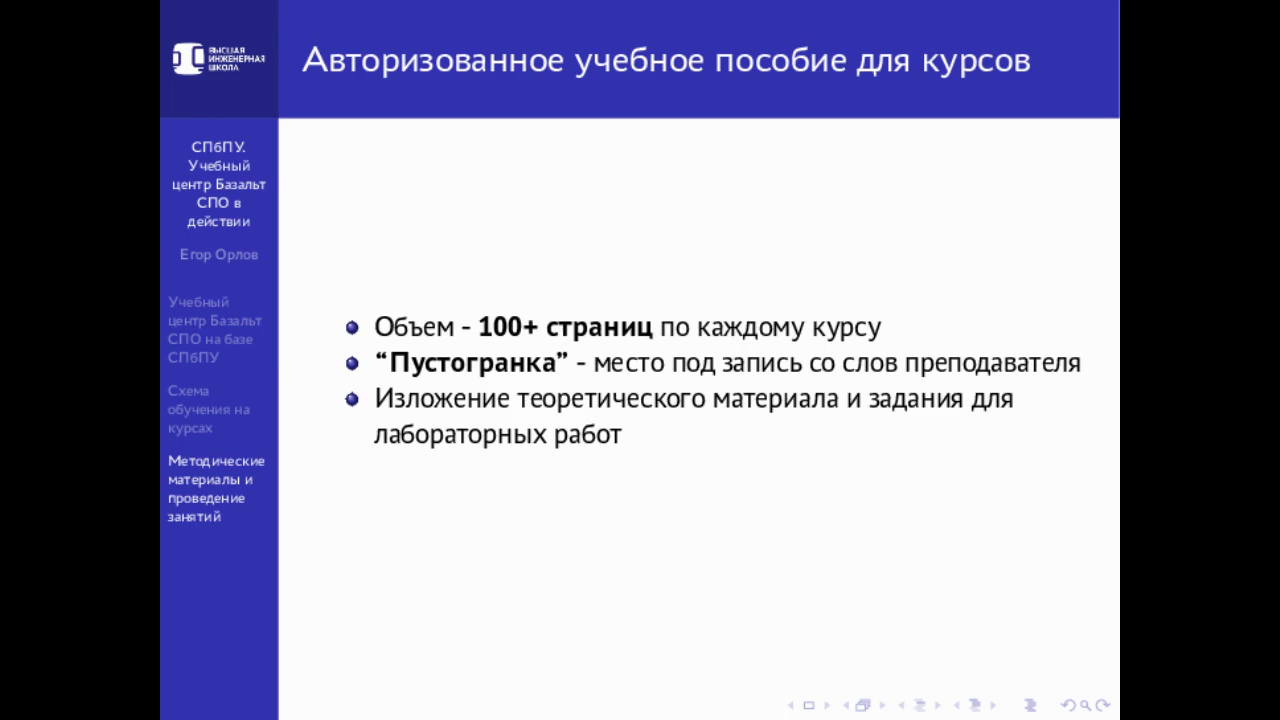 ВЫСШАЯ
ИНЖЕНЕРНАЯ
ШКОЛА
Авторизованное учебное пособие для курсов
СПбПУ.
Учебный
центр Базальт
СПО в
действии
Егор Орлов
Учебный
центр Базальт
СПО на базе
СПбПУ
Схема
обучения на
курсах
Методические
материалы и
проведение
занятий
Объем - 100+ страниц по каждому курсу
“Пустогранка” - место под запись со слов преподавателя
Изложение теоретического материала и задания для
лабораторных работ